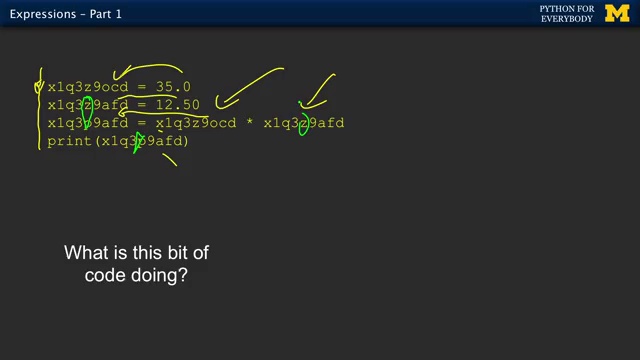 Expressions – Part 1
PYTHON FOR
EVERYBODY
x1q3z9ocd = 35.0
x1q3z9afd = 12.50
x1q3p9afd = x1q3z9ocd * x1q3z9afd
print(x1q3p9afd)
What is this bit of
code doing?